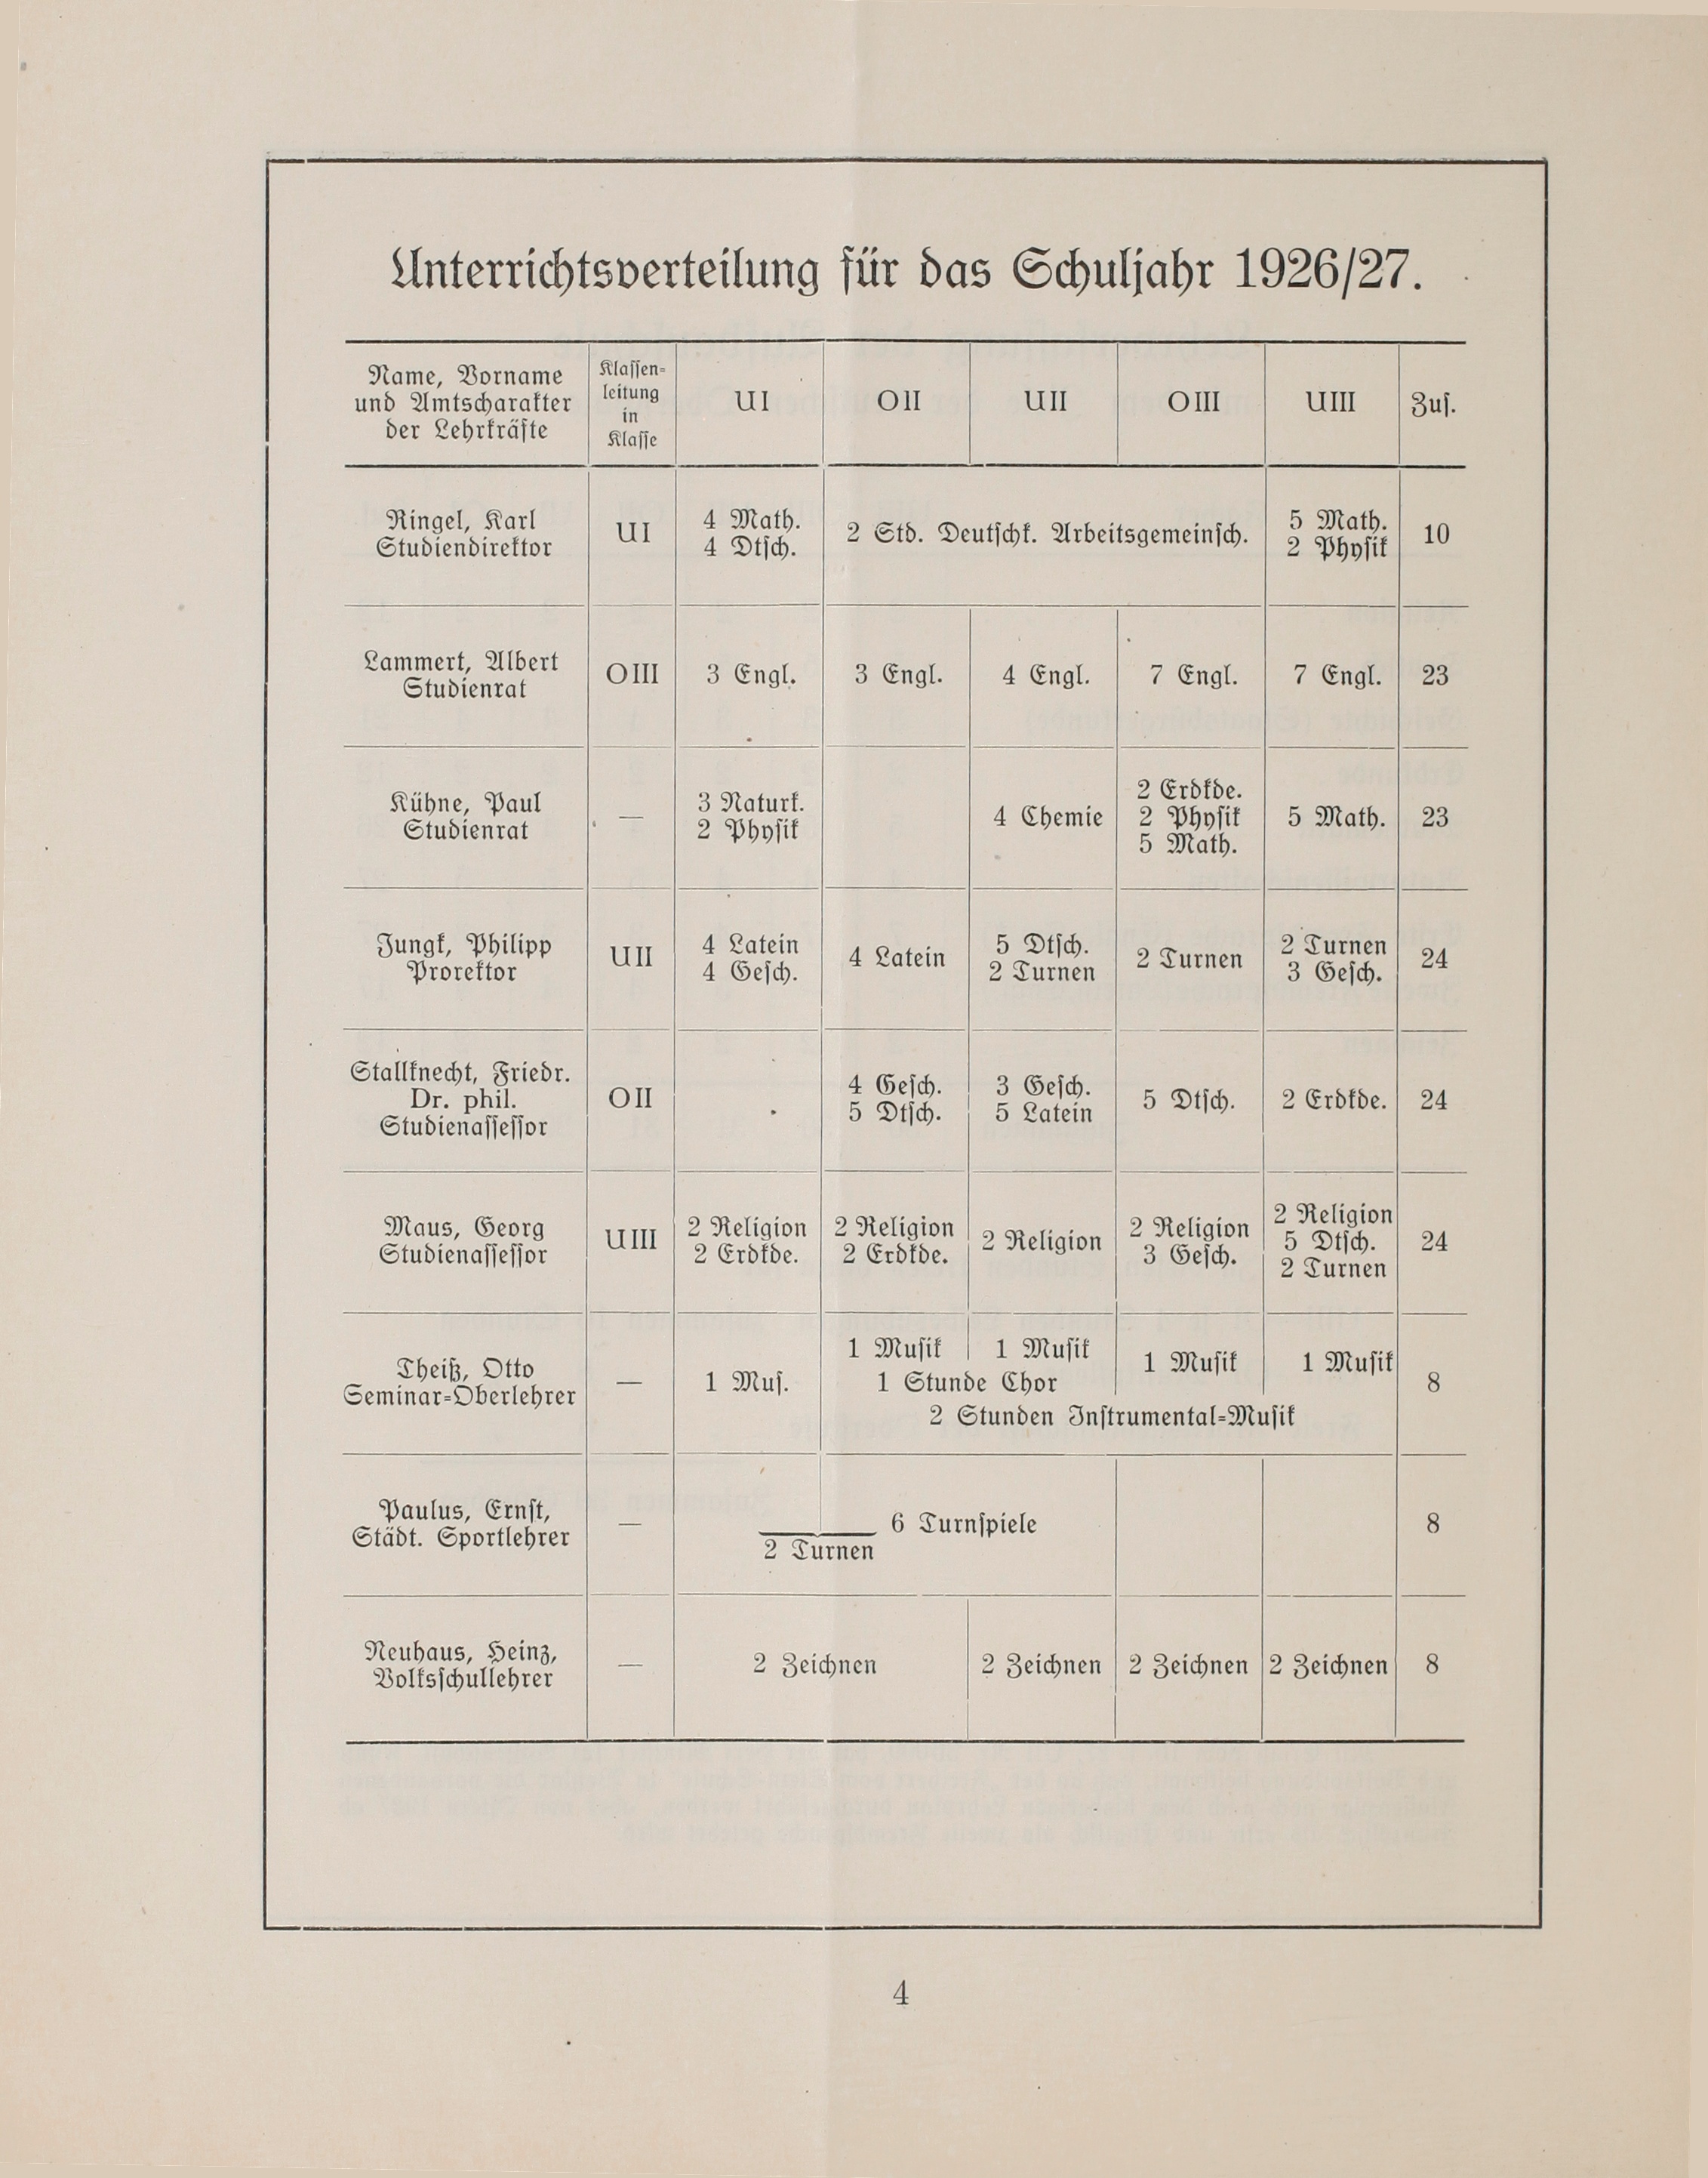 Unterrichtsverteilung für das Schuljahr 1926/27.
Name, Vorname
und Amtscharakter
der Lehrkräfte
Klassen-
leitung
in
Klasse
UI
OII
UII
OIII
UIII
Zus.
Ringel, Karl
Studiendirektor
UI
4 Math.
4 Dtsch.
2 Std. Deutschk. Arbeitsgemeinsch.
5 Math.
2 Physik
10
Lammert, Albert
Studienrat
OIII
3 Engl.
3 Engl.
4 Engl.
7 Engl.
7 Engl.
23
Kühne, Paul
Studienrat
—
3 Naturk.
2 Physik
4 Chemie
2 Erdkde.
2 Physik
5 Math.
5 Math.
23
Jungk, Philipp
Prorektor
UII
4 Latein
4 Gesch.
4 Latein
5 Dtsch.
2 Turnen
2 Turnen
2 Turnen
3 Gesch.
24
Stallknecht, Friedr.
Dr. phil.
Studienassessor
OII
4 Gesch.
5 Dtsch.
3 Gesch.
5 Latein
5 Dtsch.
2 Erdkde.
24
Maus, Georg
Studienassessor
UIII
2 Religion
2 Erdkde.
2 Religion
2 Erdkde.
2 Religion
2 Religion
3 Gesch.
2 Religion
5 Dtsch.
2 Turnen
24
Theiß, Otto
Seminar-Oberlehrer
—
1 Mus.
1 Musik
1 Musik
1 Musik
1 Musik
1 Stunde Chor
2 Stunden Instrumental-Musik
8
Paulus, Ernst,
Städt. Sportlehrer
—
6 Turnspiele
2 Turnen
8
Neuhaus, Heinz,
Volksschullehrer
—
2 Zeichnen
2 Zeichnen
2 Zeichnen
2 Zeichnen
8
4